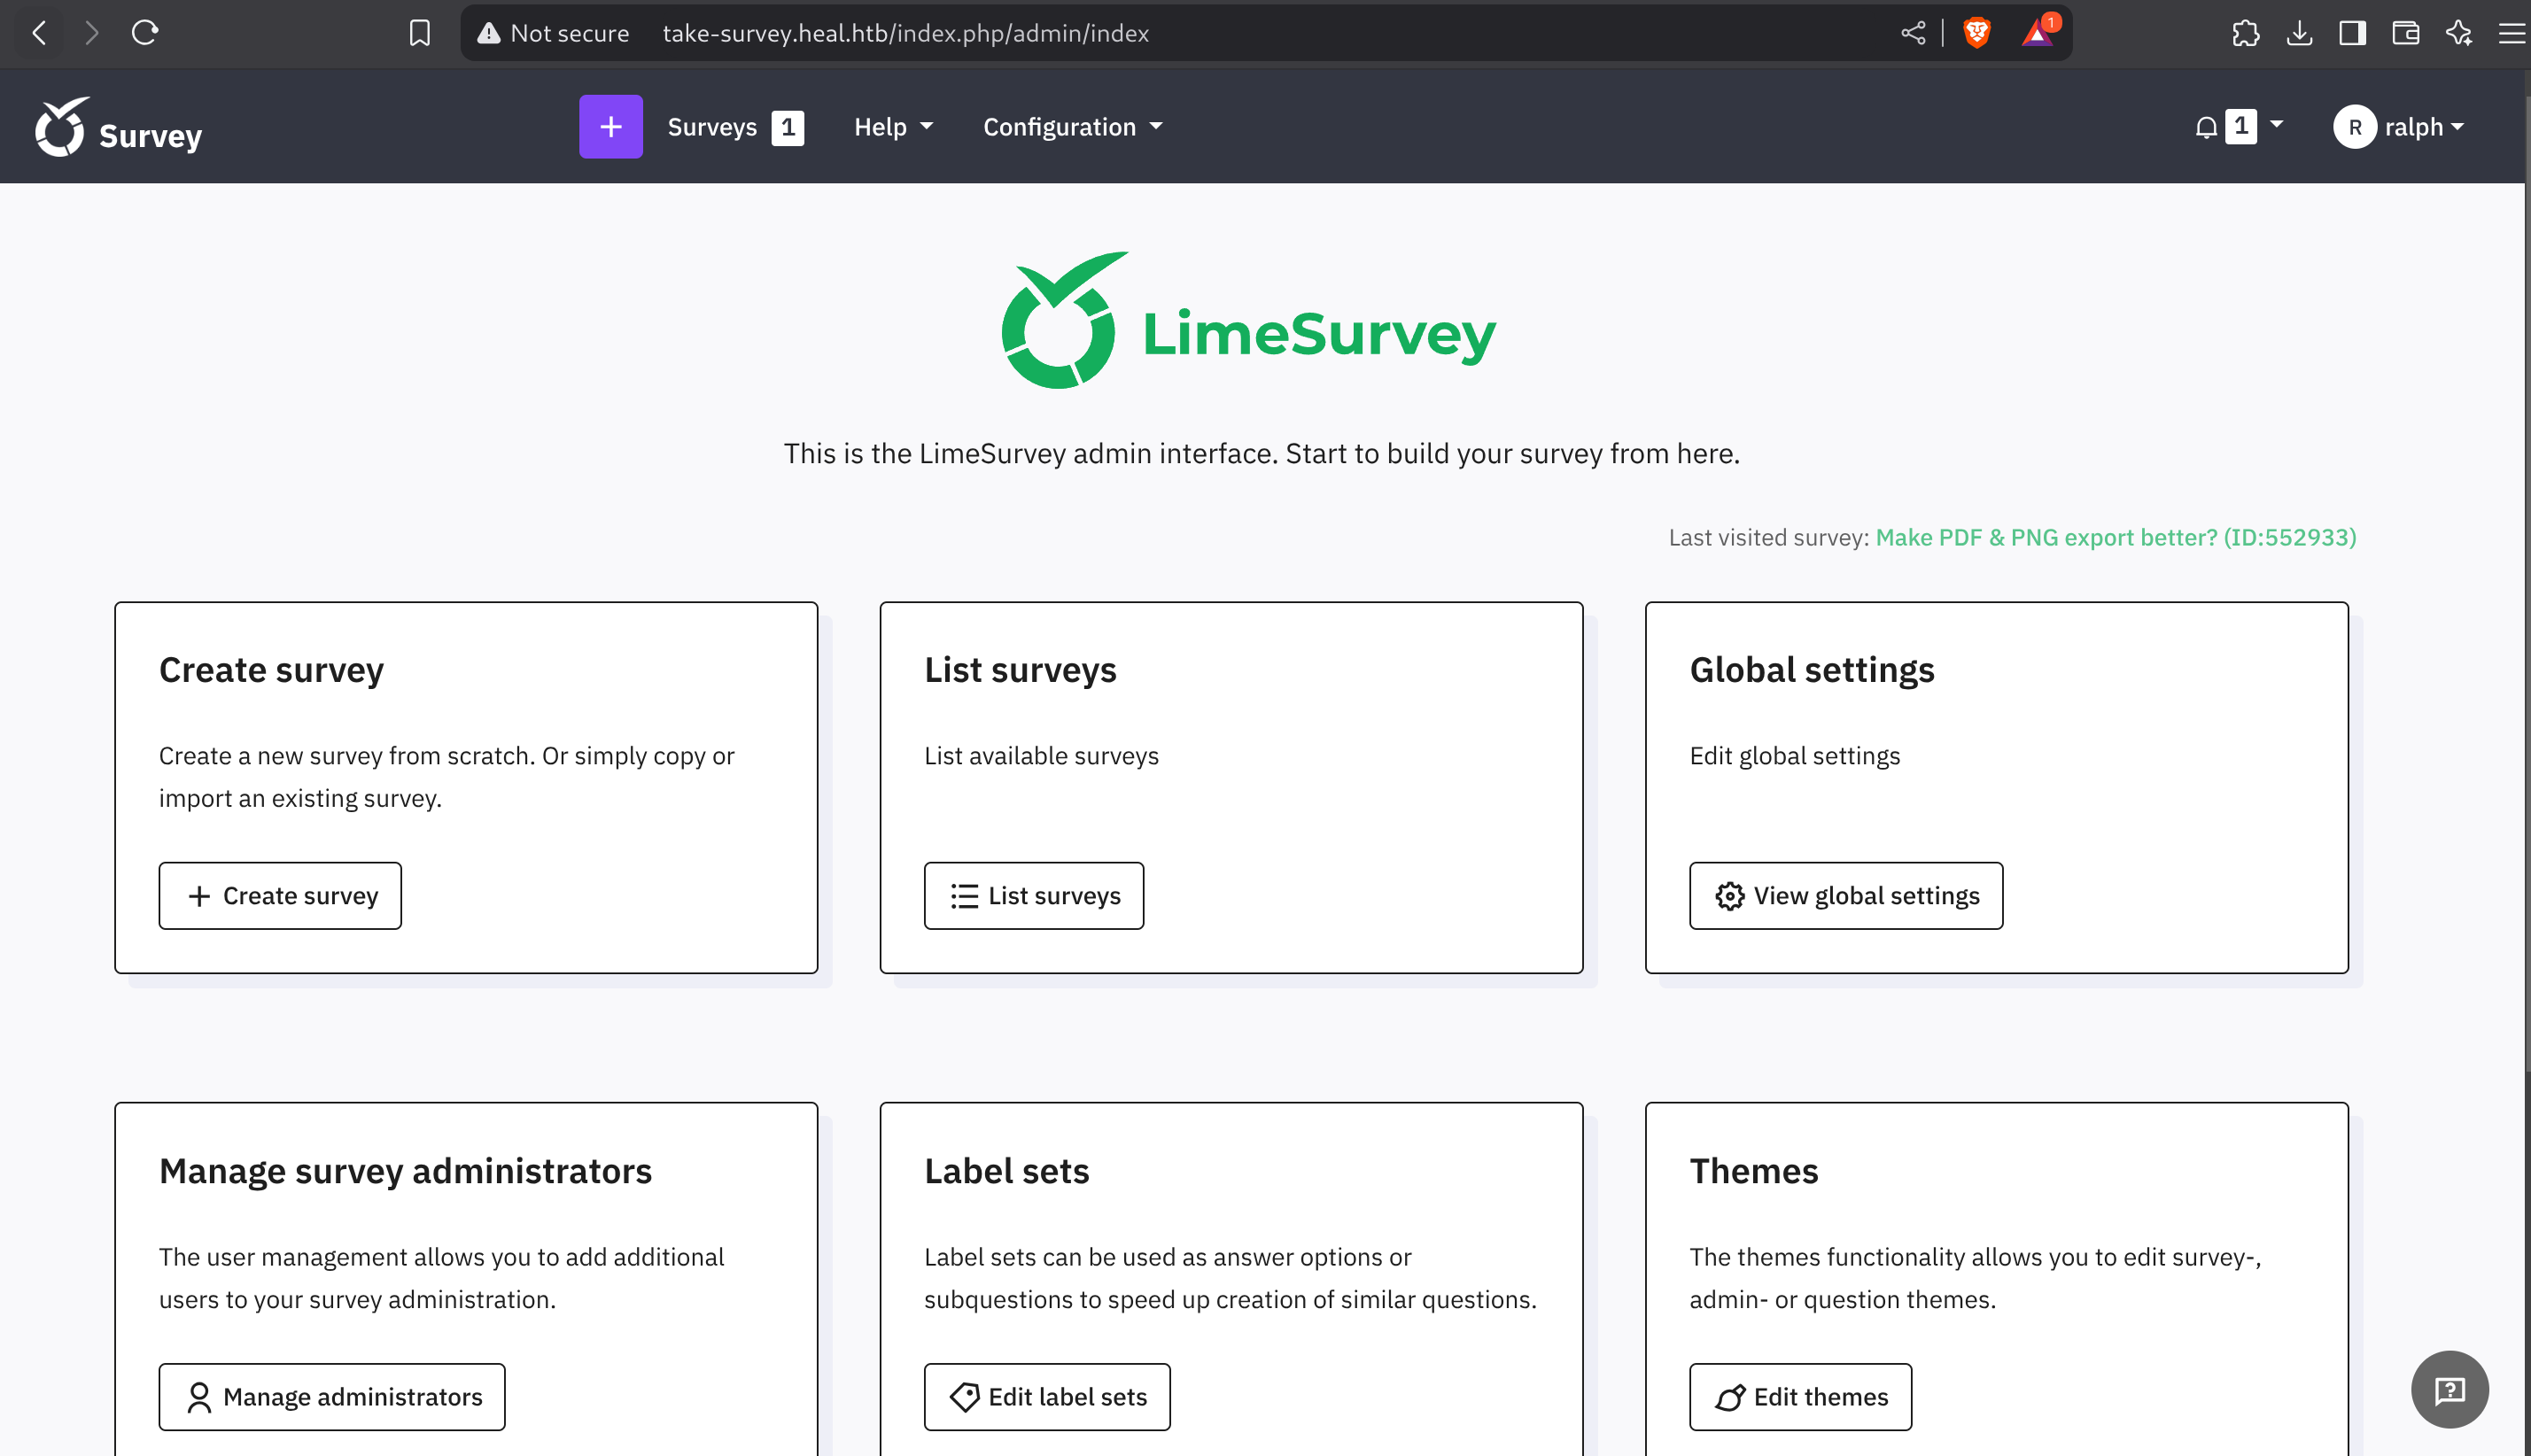 Not secure take-survey.heal.htb/index.php/admin/index 1
Survey + Surveys 1 Help Configuration 1 R ralph
LimeSurvey
This is the LimeSurvey admin interface. Start to build your survey from here.
Last visited survey: Make PDF & PNG export better? (ID:552933)
Create survey
Create a new survey from scratch. Or simply copy or
import an existing survey.
+ Create survey
List surveys
List available surveys
List surveys
Global settings
Edit global settings
View global settings
Manage survey administrators
The user management allows you to add additional
users to your survey administration.
Manage administrators
Label sets
Label sets can be used as answer options or
subquestions to speed up creation of similar questions.
Edit label sets
Themes
The themes functionality allows you to edit survey-,
admin- or question themes.
Edit themes